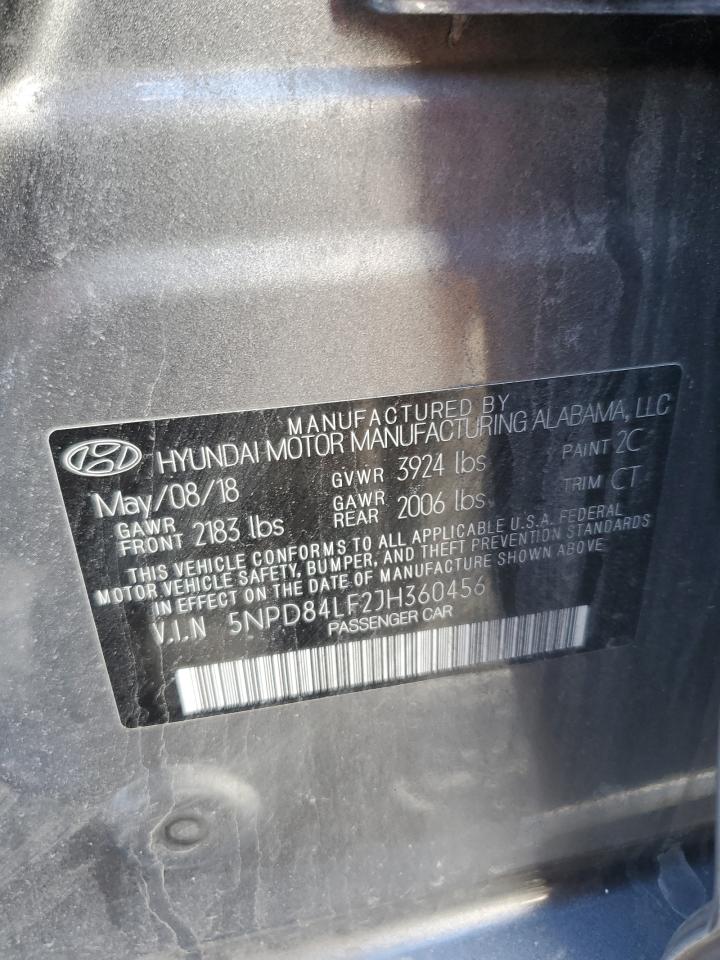 MANUFACTURED BY
HYUNDAI MOTOR MANUFACTURING ALABAMA, LLC
May/08/18 GVWR 3924 lbs PAINT 2C
GAWR FRONT 2183 lbs GAWR REAR 2006 lbs TRIM CT
THIS VEHICLE CONFORMS TO ALL APPLICABLE U.S.A. FEDERAL
MOTOR VEHICLE SAFETY, BUMPER, AND THEFT PREVENTION STANDARDS
IN EFFECT ON THE DATE OF MANUFACTURE SHOWN ABOVE
V.I.N 5NPD84LF2JH360456
PASSENGER CAR